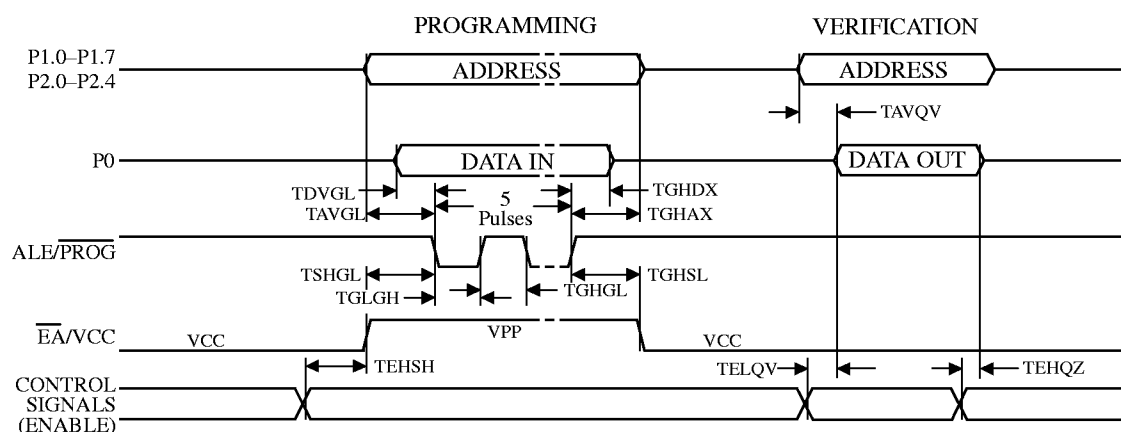 PROGRAMMING VERIFICATION
P1.0–P1.7
P2.0–P2.4
ADDRESS ADDRESS
TAVQV
P0 DATA IN DATA OUT
TDVGL 5 TGHDX
TAVGL Pulses TGHAX
ALE/PROG
TSHGL TGHSL
TGLGH TGHGL
EA/VCC VCC VPP VCC
TEHSH TELQV TEHQZ
CONTROL
SIGNALS
(ENABLE)